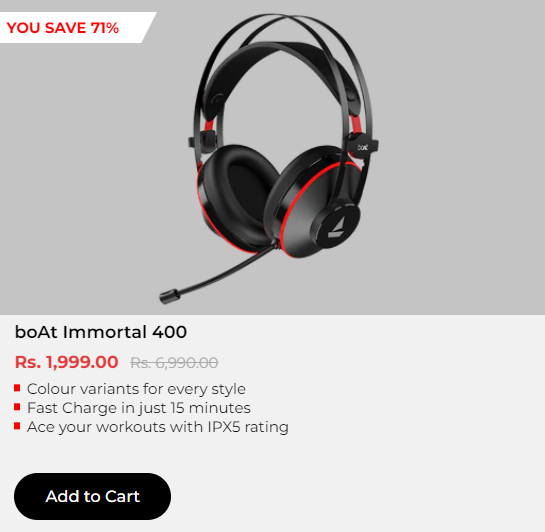 YOU SAVE 71%
boAt
boAt Immortal 400
Rs. 1,999.00 Rs. 6,990.00
Colour variants for every style
Fast Charge in just 15 minutes
Ace your workouts with IPX5 rating
Add to Cart